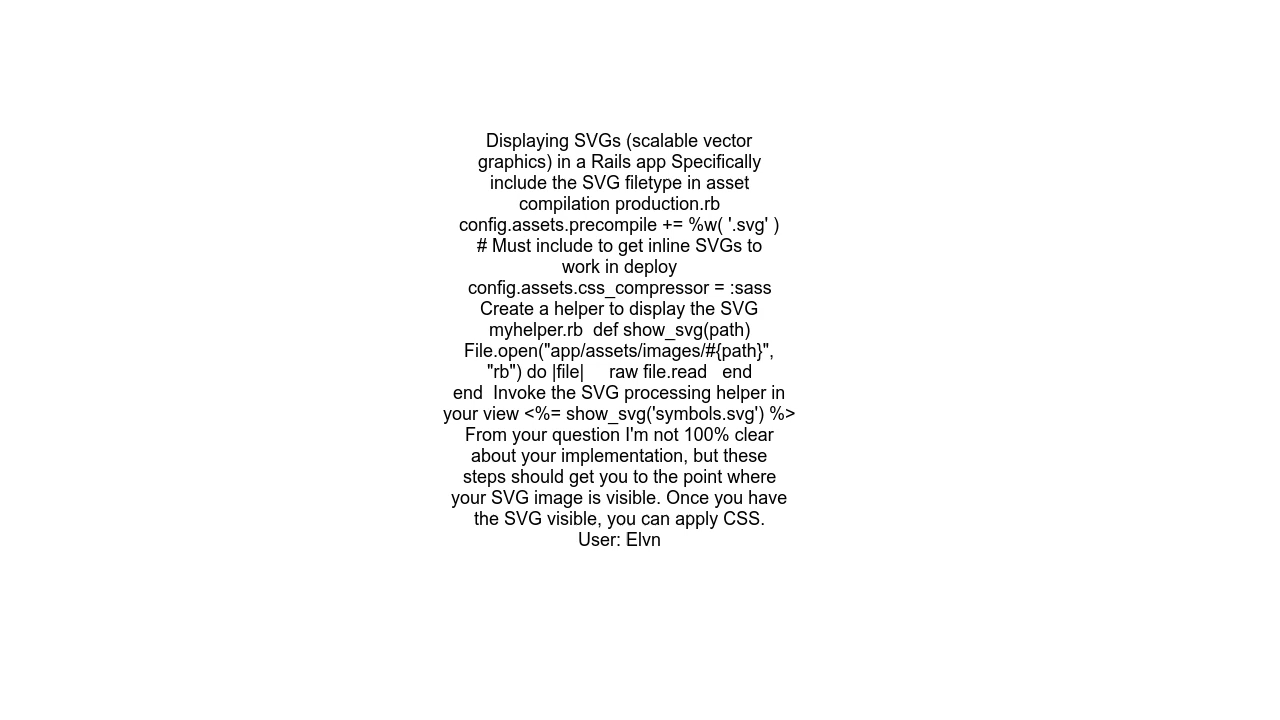 Displaying SVGs (scalable vector
graphics) in a Rails app Specifically
include the SVG filetype in asset
compilation production.rb
config.assets.precompile += %w( '.svg' )
# Must include to get inline SVGs to
work in deploy
config.assets.css_compressor = :sass
Create a helper to display the SVG
myhelper.rb  def show_svg(path)
File.open("app/assets/images/#{path}",
"rb") do |file|     raw file.read   end
end  Invoke the SVG processing helper in
your view <%= show_svg('symbols.svg') %>
From your question I'm not 100% clear
about your implementation, but these
steps should get you to the point where
your SVG image is visible. Once you have
the SVG visible, you can apply CSS.
User: Elvn